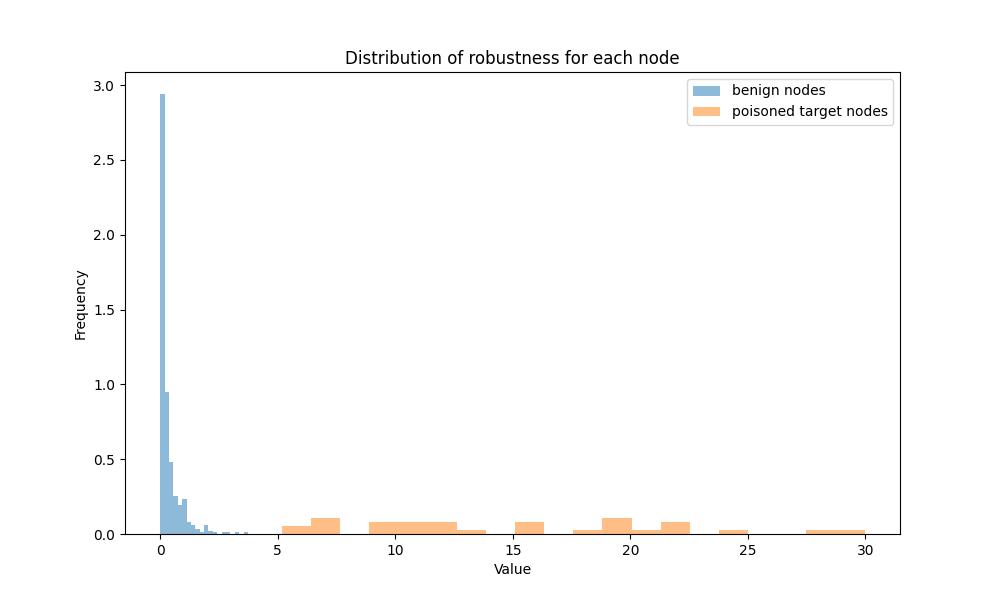 Distribution of robustness for each node
benign nodes
poisoned target nodes
3.0
2.5
2.0
1.5
1.0
0.5
0.0
Frequency
0 5 10 15 20 25 30
Value